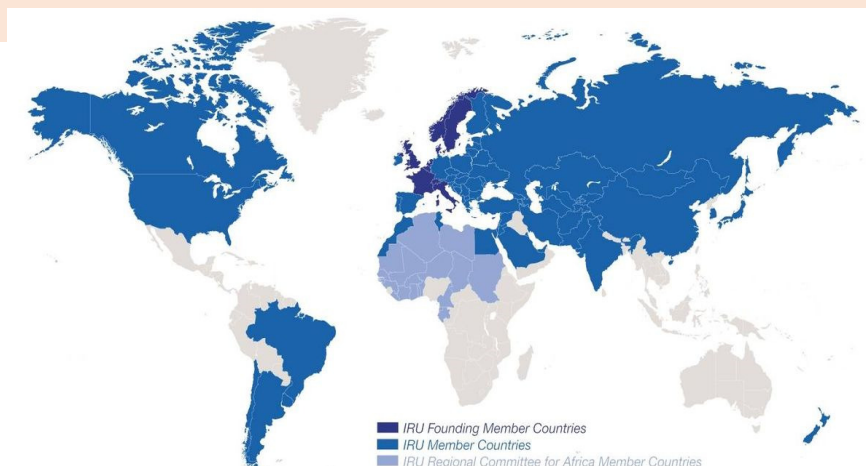 IRU Founding Member Countries
IRU Member Countries
IRU Regional Committee for Africa Member Countries